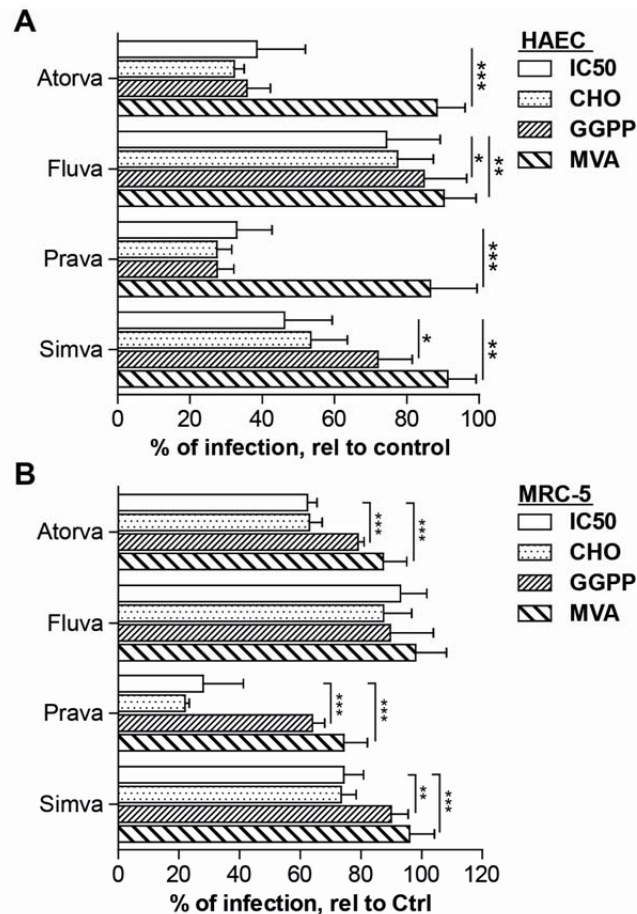 A
HAEC
IC50
CHO
GGPP
MVA
Atorva
***
Fluva
*
**
Prava
***
Simva
*
**
0 20 40 60 80 100
% of infection, rel to control
B
MRC-5
IC50
CHO
GGPP
MVA
Atorva
***
***
Fluva
Prava
***
***
Simva
**
***
0 20 40 60 80 100 120
% of infection, rel to Ctrl